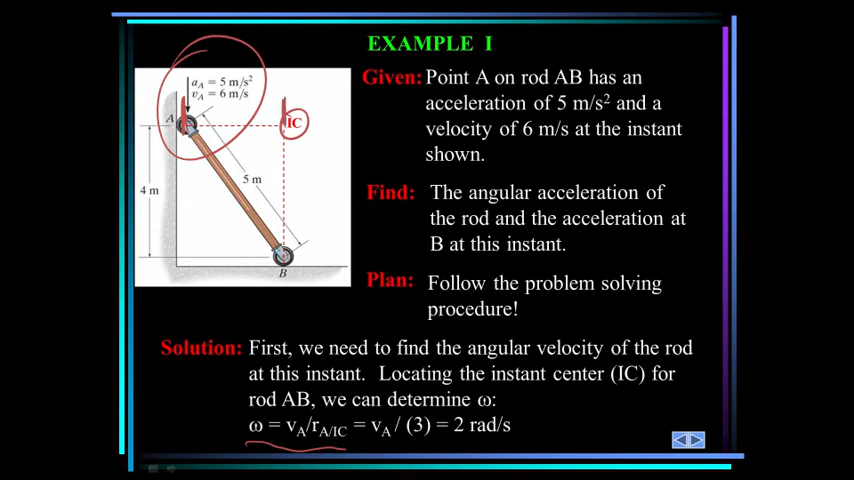 EXAMPLE I
a_A = 5 m/s²
v_A = 6 m/s
A
IC
4 m
5 m
B
Given: Point A on rod AB has an
acceleration of 5 m/s² and a
velocity of 6 m/s at the instant
shown.
Find: The angular acceleration of
the rod and the acceleration at
B at this instant.
Plan: Follow the problem solving
procedure!
Solution: First, we need to find the angular velocity of the rod
at this instant. Locating the instant center (IC) for
rod AB, we can determine ω:
ω = v_A/r_A/IC = v_A / (3) = 2 rad/s